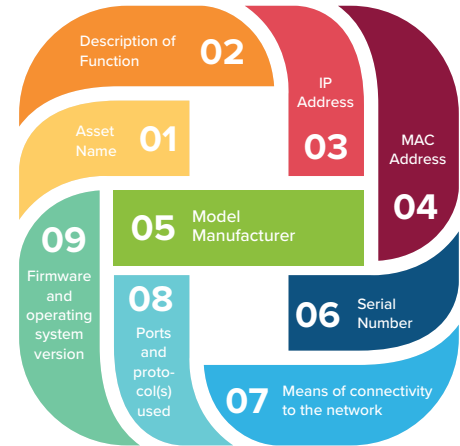 01
Asset
Name
02
Description of
Function
03
IP
Address
04
MAC
Address
05
Model
Manufacturer
06
Serial
Number
07
Means of connectivity
to the network
08
Ports
and
proto-
col(s)
used
09
Firmware
and
operating
system
version